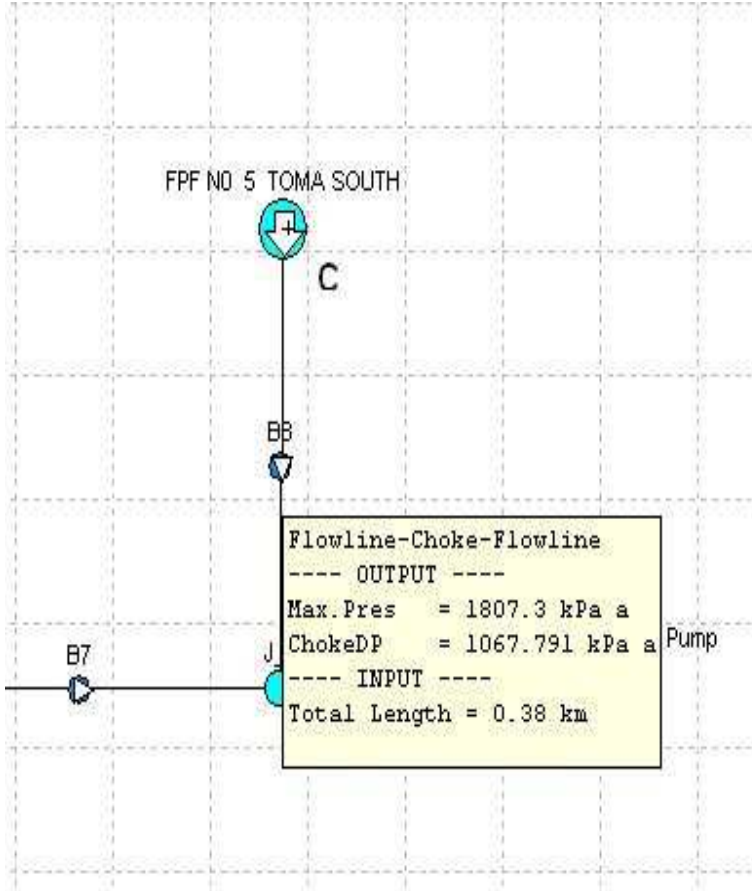 FPF N0 5 TOMA SOUTH
C
B8
Flowline-Choke-Flowline
---- OUTPUT ----
Max.Pres = 1807.3 kPa a
ChokeDP = 1067.791 kPa a
---- INPUT ----
Total Length = 0.38 km
Pump
B7
J